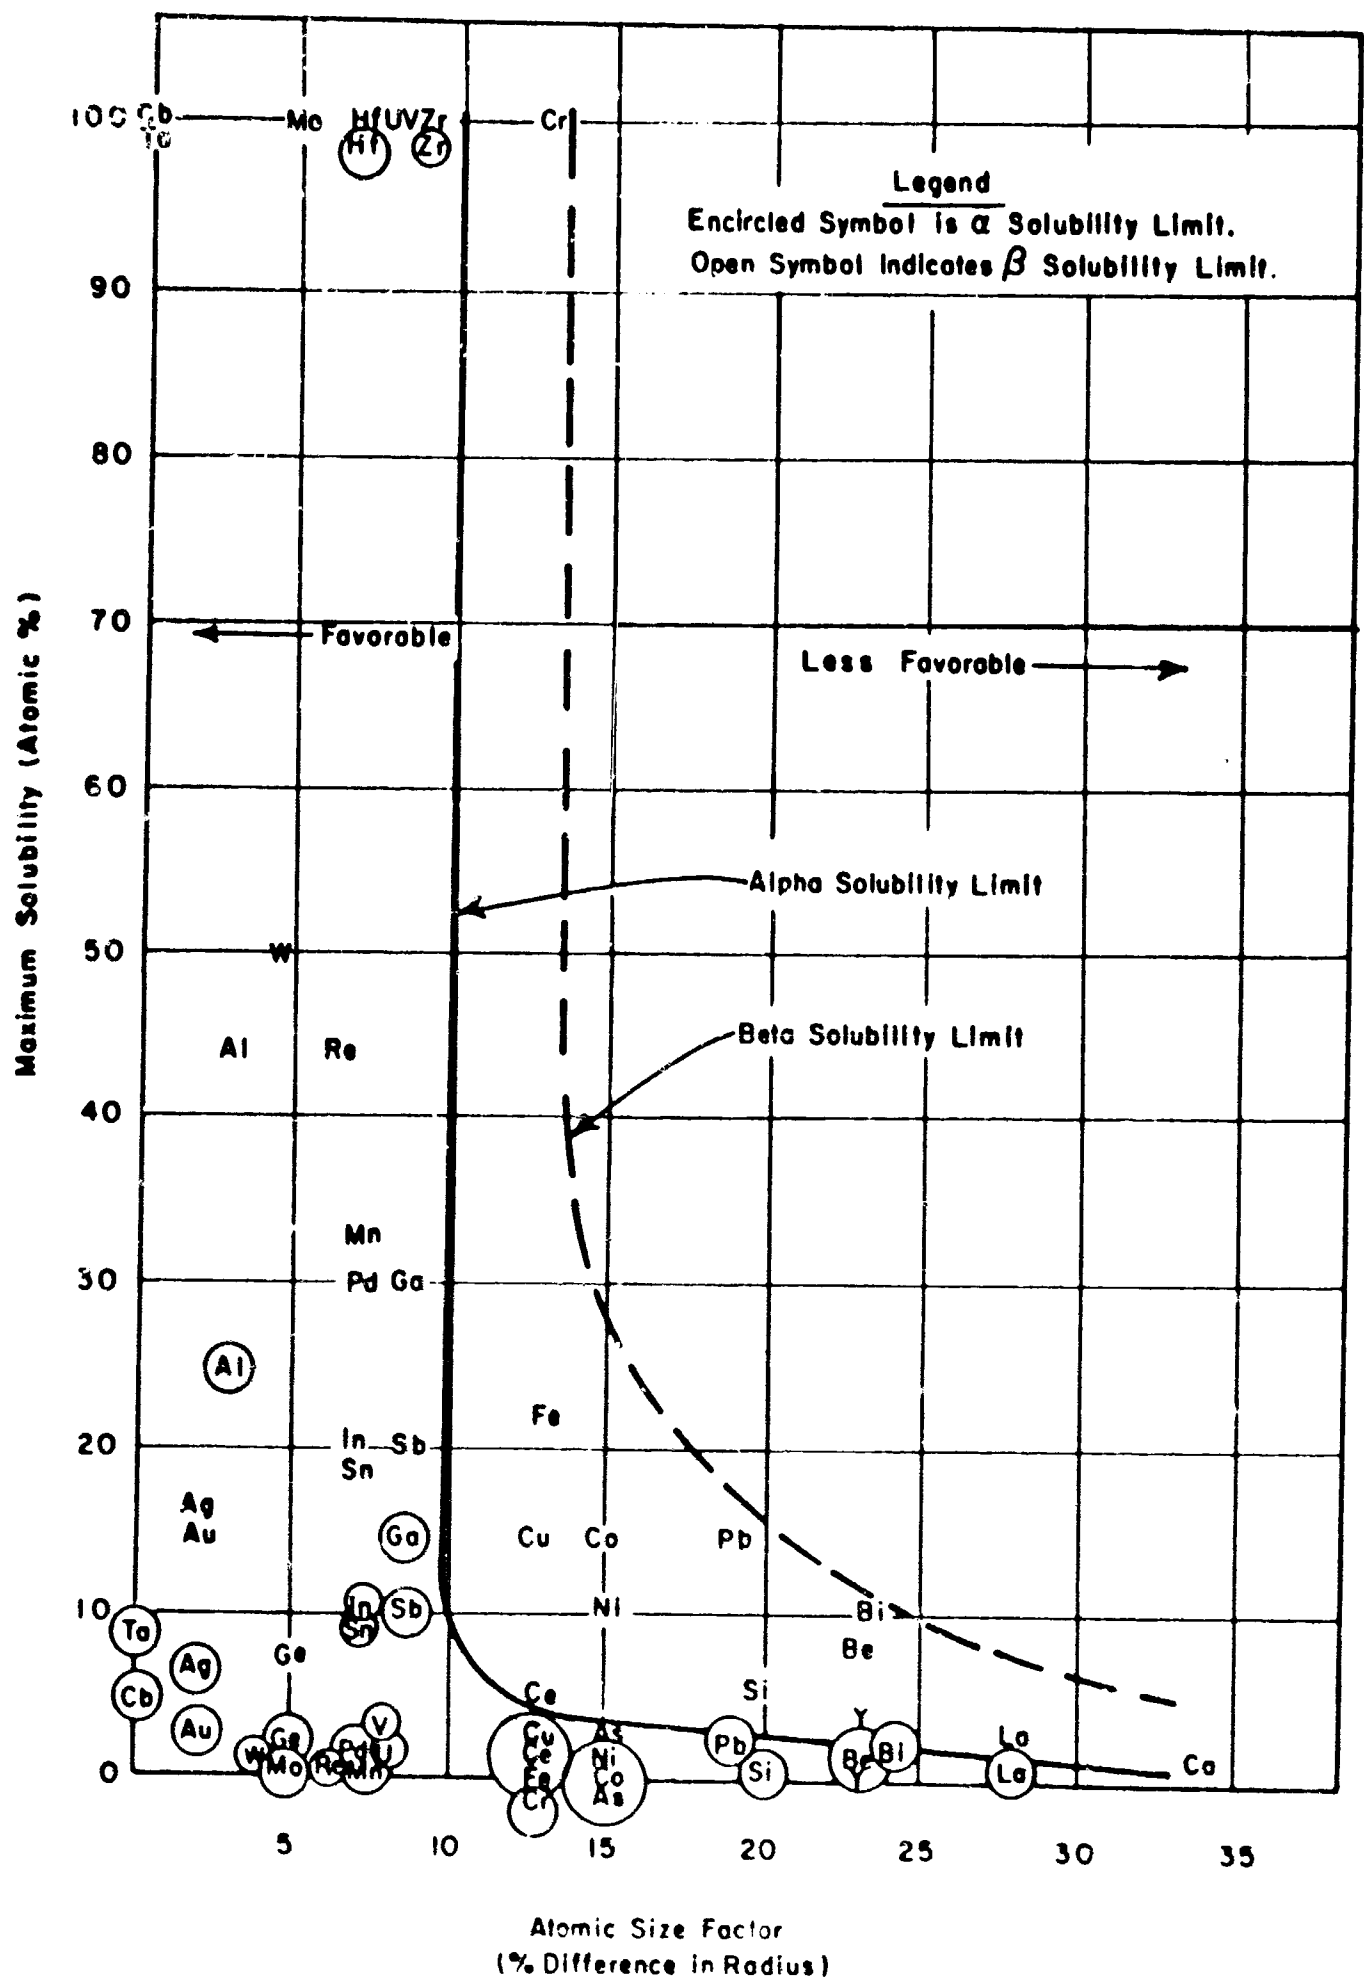 100 Cb Mo Hf U V Zr Cr
Ta Hf Zr
Legend
Encircled Symbol is α Solubility Limit.
Open Symbol Indicates β Solubility Limit.
90
80
70
Favorable
Less Favorable
60
Alpha Solubility Limit
50 W
Al Re
Beta Solubility Limit
40
Mn
30 Pd Ga
Al
Fe
20 In Sb
Sn
Ag
Au Ga Cu Co Pb
10 In Sb Ni Bi
Ta Sn
Ge Be
Ag
Cb Ce Si
Au V Y
Ge Cu As La
Pd U Pb Bi
W Ce Ni Be Ca
0 Mo Re Mn Fe Co Si La
Cr As
5 10 15 20 25 30 35
Maximum Solubility (Atomic %)
Atomic Size Factor
(% Difference in Radius)